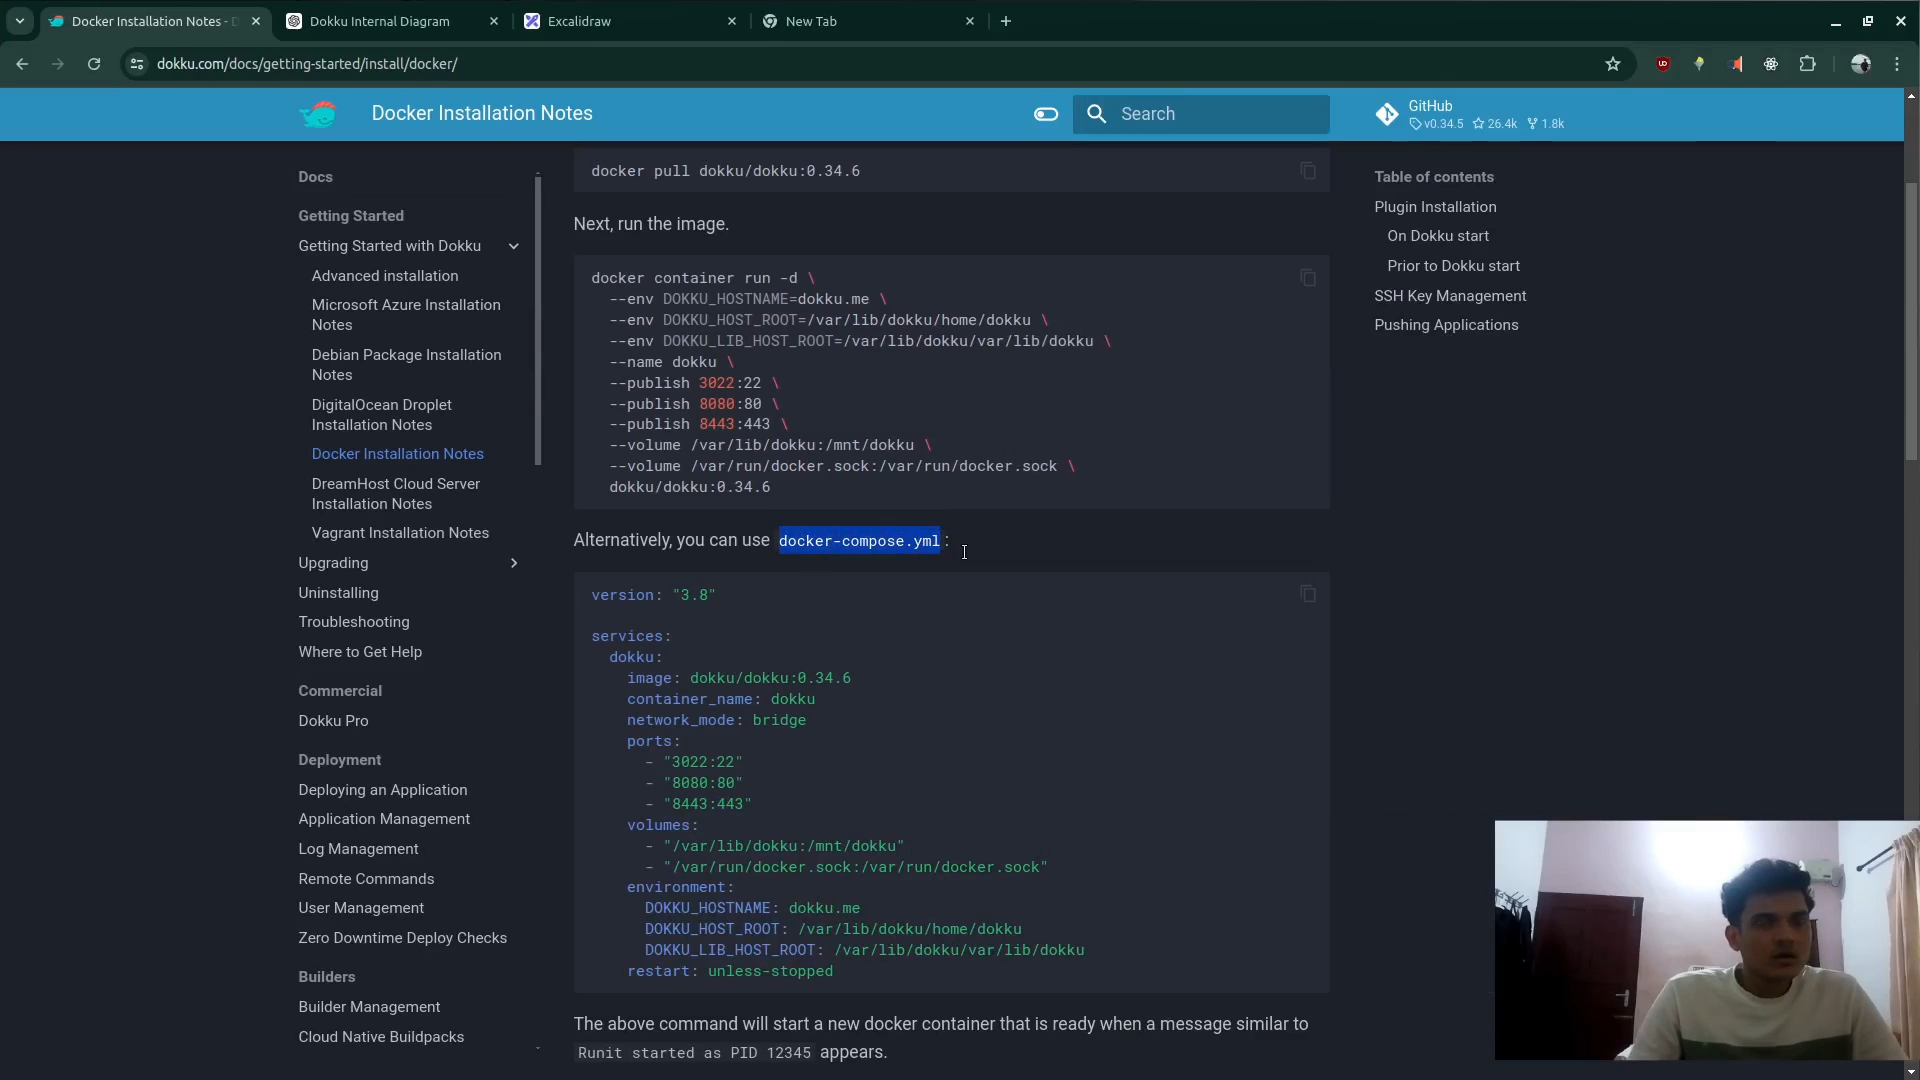 Docker Installation Notes - D
Dokku Internal Diagram
Excalidraw
New Tab
dokku.com/docs/getting-started/install/docker/
Docker Installation Notes
Search
GitHub
v0.34.5 26.4k 1.8k
Docs
Getting Started
Getting Started with Dokku
Advanced installation
Microsoft Azure Installation
Notes
Debian Package Installation
Notes
DigitalOcean Droplet
Installation Notes
Docker Installation Notes
DreamHost Cloud Server
Installation Notes
Vagrant Installation Notes
Upgrading
Uninstalling
Troubleshooting
Where to Get Help
Commercial
Dokku Pro
Deployment
Deploying an Application
Application Management
Log Management
Remote Commands
User Management
Zero Downtime Deploy Checks
Builders
Builder Management
Cloud Native Buildpacks
docker pull dokku/dokku:0.34.6
Next, run the image.
docker container run -d \
--env DOKKU_HOSTNAME=dokku.me \
--env DOKKU_HOST_ROOT=/var/lib/dokku/home/dokku \
--env DOKKU_LIB_HOST_ROOT=/var/lib/dokku/var/lib/dokku \
--name dokku \
--publish 3022:22 \
--publish 8080:80 \
--publish 8443:443 \
--volume /var/lib/dokku:/mnt/dokku \
--volume /var/run/docker.sock:/var/run/docker.sock \
dokku/dokku:0.34.6
Alternatively, you can use docker-compose.yml :
version: "3.8"
services:
dokku:
image: dokku/dokku:0.34.6
container_name: dokku
network_mode: bridge
ports:
- "3022:22"
- "8080:80"
- "8443:443"
volumes:
- "/var/lib/dokku:/mnt/dokku"
- "/var/run/docker.sock:/var/run/docker.sock"
environment:
DOKKU_HOSTNAME: dokku.me
DOKKU_HOST_ROOT: /var/lib/dokku/home/dokku
DOKKU_LIB_HOST_ROOT: /var/lib/dokku/var/lib/dokku
restart: unless-stopped
The above command will start a new docker container that is ready when a message similar to
Runit started as PID 12345 appears.
Table of contents
Plugin Installation
On Dokku start
Prior to Dokku start
SSH Key Management
Pushing Applications